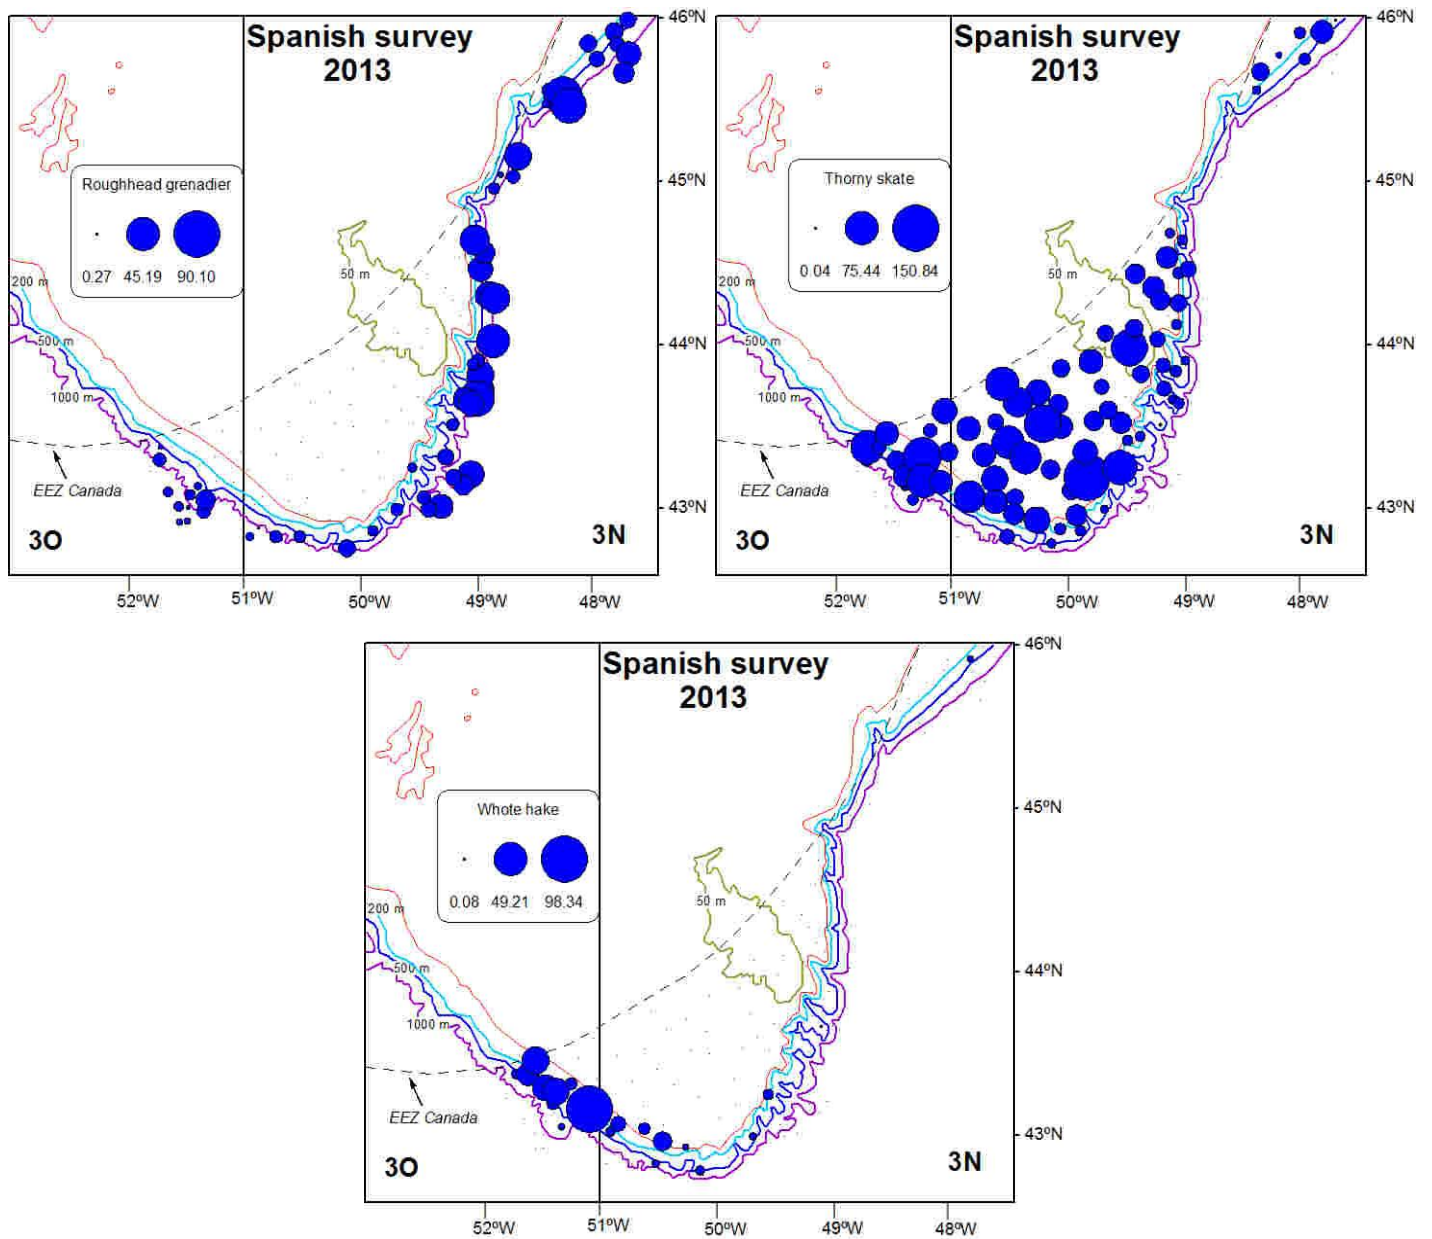 Spanish survey
2013
Roughhead grenadier
0.27 45.19 90.10
50 m
200 m
500 m
1000 m
EEZ Canada
3O
3N
46ºN
45ºN
44ºN
43ºN
52ºW 51ºW 50ºW 49ºW 48ºW
Spanish survey
2013
Thorny skate
0.04 75.44 150.84
50 m
200 m
500 m
1000 m
EEZ Canada
3O
3N
46ºN
45ºN
44ºN
43ºN
52ºW 51ºW 50ºW 49ºW 48ºW
Spanish survey
2013
Whote hake
0.08 49.21 98.34
50 m
200 m
500 m
1000 m
EEZ Canada
3O
3N
46ºN
45ºN
44ºN
43ºN
52ºW 51ºW 50ºW 49ºW 48ºW